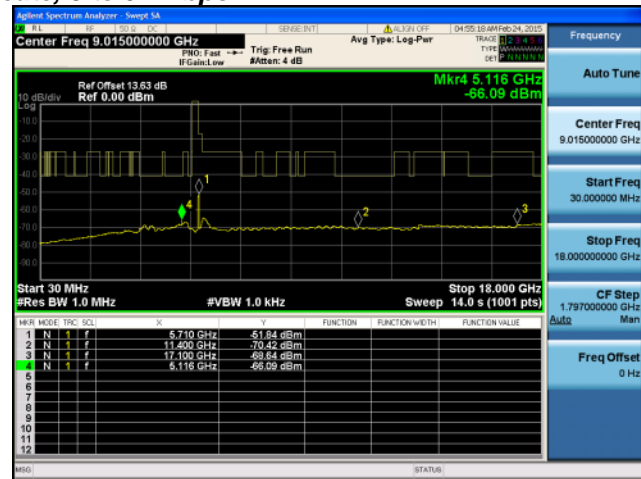 Agilent Spectrum Analyzer - Swept SA
RL RF 50 Ω DC SENSE:INT ALIGN OFF 04:55:18 AM Feb 24, 2015
Center Freq 9.015000000 GHz
PNO: Fast
IFGain:Low
Trig: Free Run
#Atten: 4 dB
Avg Type: Log-Pwr
TRACE 1 2 3 4 5 6
TYPE
DET P N N N N N
Mkr4 5.116 GHz
-66.09 dBm
Ref Offset 13.63 dB
10 dB/div Ref 0.00 dBm
Log
-10.0
-20.0
-30.0
-40.0
-50.0
-60.0
-70.0
-80.0
-90.0
1
4
2
3
Start 30 MHz Stop 18.000 GHz
#Res BW 1.0 MHz #VBW 1.0 kHz Sweep 14.0 s (1001 pts)
MKR MODE TRC SCL X Y FUNCTION FUNCTION WIDTH FUNCTION VALUE
1 N 1 f 5.710 GHz -51.84 dBm
2 N 1 f 11.400 GHz -70.42 dBm
3 N 1 f 17.100 GHz -68.64 dBm
4 N 1 f 5.116 GHz -66.09 dBm
5
6
7
8
9
10
11
12
MSG STATUS
Frequency
Auto Tune
Center Freq
9.015000000 GHz
Start Freq
30.000000 MHz
Stop Freq
18.000000000 GHz
CF Step
1.797000000 GHz
Auto Man
Freq Offset
0 Hz